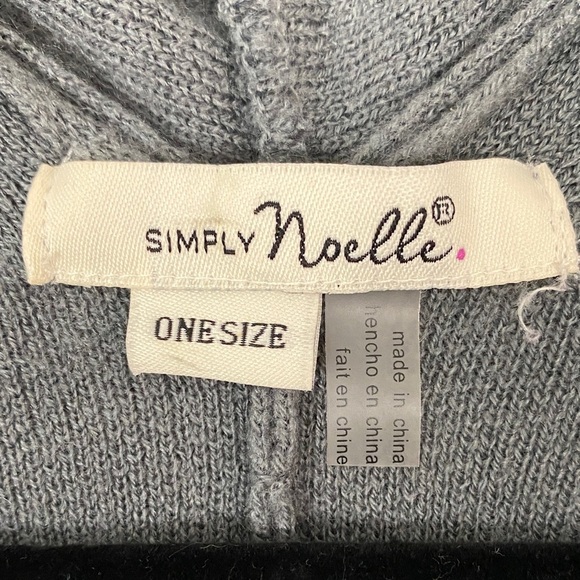 SIMPLY Noelle®.
ONE SIZE
made in china
hencho en china
fait en chine